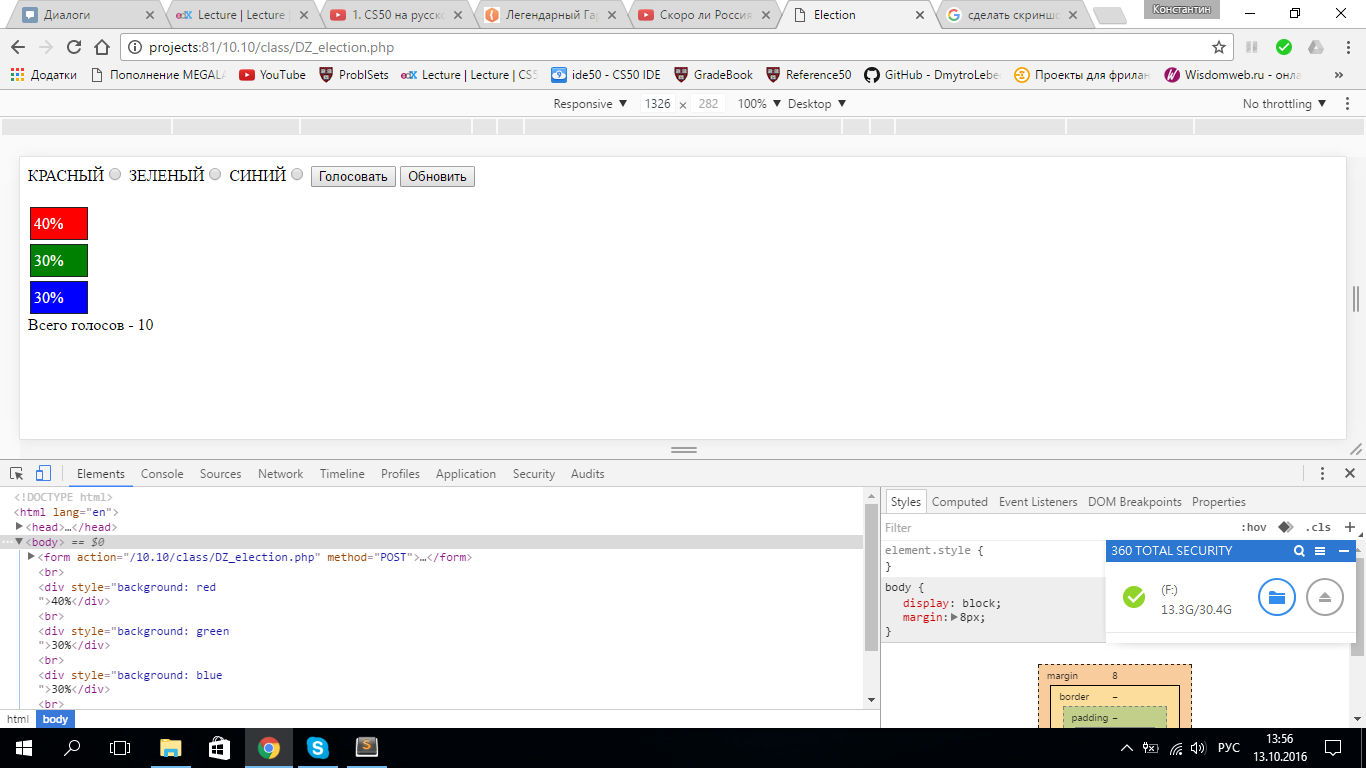 Диалоги
Lecture | Lecture |
1. CS50 на русско
Легендарный Гар
Скоро ли Россия
Election
сделать скриншо
Константин
projects:81/10.10/class/DZ_election.php
Додатки
Пополнение MEGALA
YouTube
ProblSets
Lecture | Lecture | CS5
ide50 - CS50 IDE
GradeBook
Reference50
GitHub - DmytroLebe
Проекты для фрилан
Wisdomweb.ru - онла
»
Responsive ▼ 1326 × 282 100% ▼ Desktop ▼ No throttling ▼
КРАСНЫЙ ЗЕЛЕНЫЙ СИНИЙ Голосовать Обновить
40%
30%
30%
Всего голосов - 10
Elements Console Sources Network Timeline Profiles Application Security Audits
<!DOCTYPE html>
<html lang="en">
<head>…</head>
<body> == $0
<form action="/10.10/class/DZ_election.php" method="POST">…</form>
<br>
<div style="background: red
">40%</div>
<br>
<div style="background: green
">30%</div>
<br>
<div style="background: blue
">30%</div>
<br>
html body
Styles Computed Event Listeners DOM Breakpoints Properties
Filter :hov .cls +
element.style {
}
body {
display: block;
margin: 8px;
}
360 TOTAL SECURITY
(F:)
13.3G/30.4G
margin 8
border –
padding –
РУС
13:56
13.10.2016